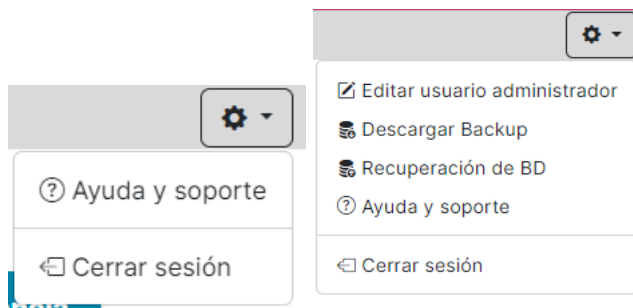 Ayuda y soporte
Cerrar sesión
Editar usuario administrador
Descargar Backup
Recuperación de BD
Ayuda y soporte
Cerrar sesión